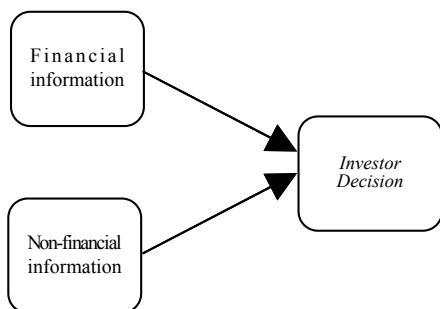 Financial
information
Investor
Decision
Non-financial
information